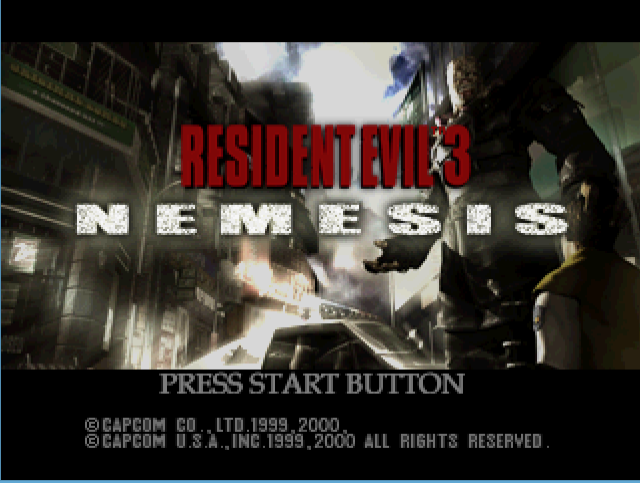 RESIDENT EVIL 3
NEMESIS
PRESS START BUTTON
©CAPCOM CO.,LTD.1999,2000,
©CAPCOM U.S.A.,INC.1999,2000 ALL RIGHTS RESERVED.